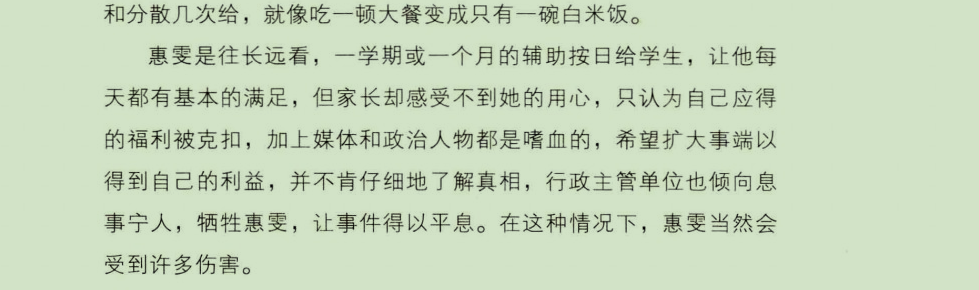 和分散几次给，就像吃一顿大餐变成只有一碗白米饭。
惠雯是往长远看，一学期或一个月的辅助按日给学生，让他每
天都有基本的满足，但家长却感受不到她的用心，只认为自己应得
的福利被克扣，加上媒体和政治人物都是嗜血的，希望扩大事端以
得到自己的利益，并不肯仔细地了解真相，行政主管单位也倾向息
事宁人，牺牲惠雯，让事件得以平息。在这种情况下，惠雯当然会
受到许多伤害。